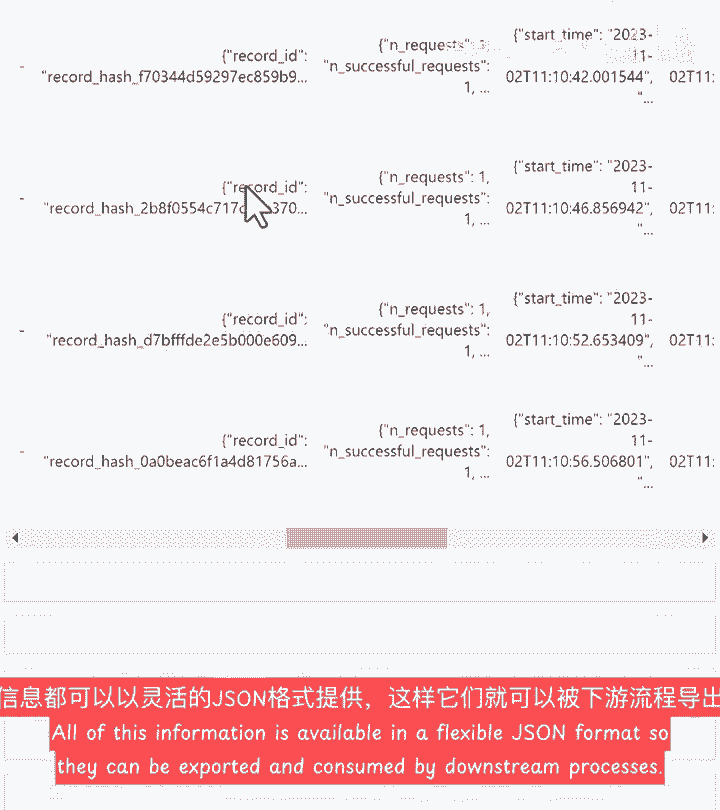 {"start_time": "2023-
{"record_id": {"n_requests": 11-
- "record_hash_f70344d59297ec859b9... "n_successful_requests": 02T11:10:42.001544", 02T11:
1, ... "...
{"start_time": "2023-
{"record_id": {"n_requests": 1, 11-
- "record_hash_2b8f0554c717 370... "n_successful_requests": 02T11:10:46.856942", 02T11:
1, ... "...
{"start_time": "2023-
{"record_id": {"n_requests": 1, 11-
- "record_hash_d7bfffde2e5b000e609... "n_successful_requests": 02T11:10:52.653409", 02T11:
1, ... "...
{"start_time": "2023-
{"record_id": {"n_requests": 1, 11-
- "record_hash_0a0beac6f1a4d81756a... "n_successful_requests": 02T11:10:56.506801", 02T11:
1, ... "...
信息都可以以灵活的JSON格式提供，这样它们就可以被下游流程导出
All of this information is available in a flexible JSON format so
they can be exported and consumed by downstream processes.